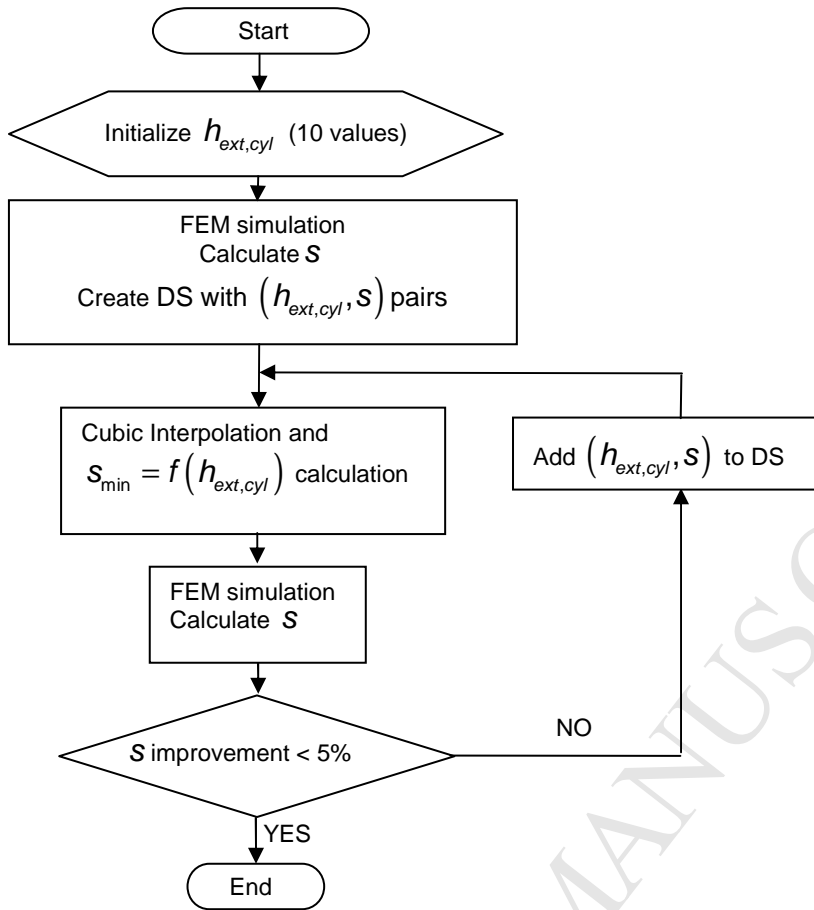 Start
Initialize h_ext,cyl (10 values)
FEM simulation
Calculate s
Create DS with (h_ext,cyl, s) pairs
Cubic Interpolation and
s_min = f(h_ext,cyl) calculation
Add (h_ext,cyl, s) to DS
FEM simulation
Calculate s
s improvement < 5%
NO
YES
End